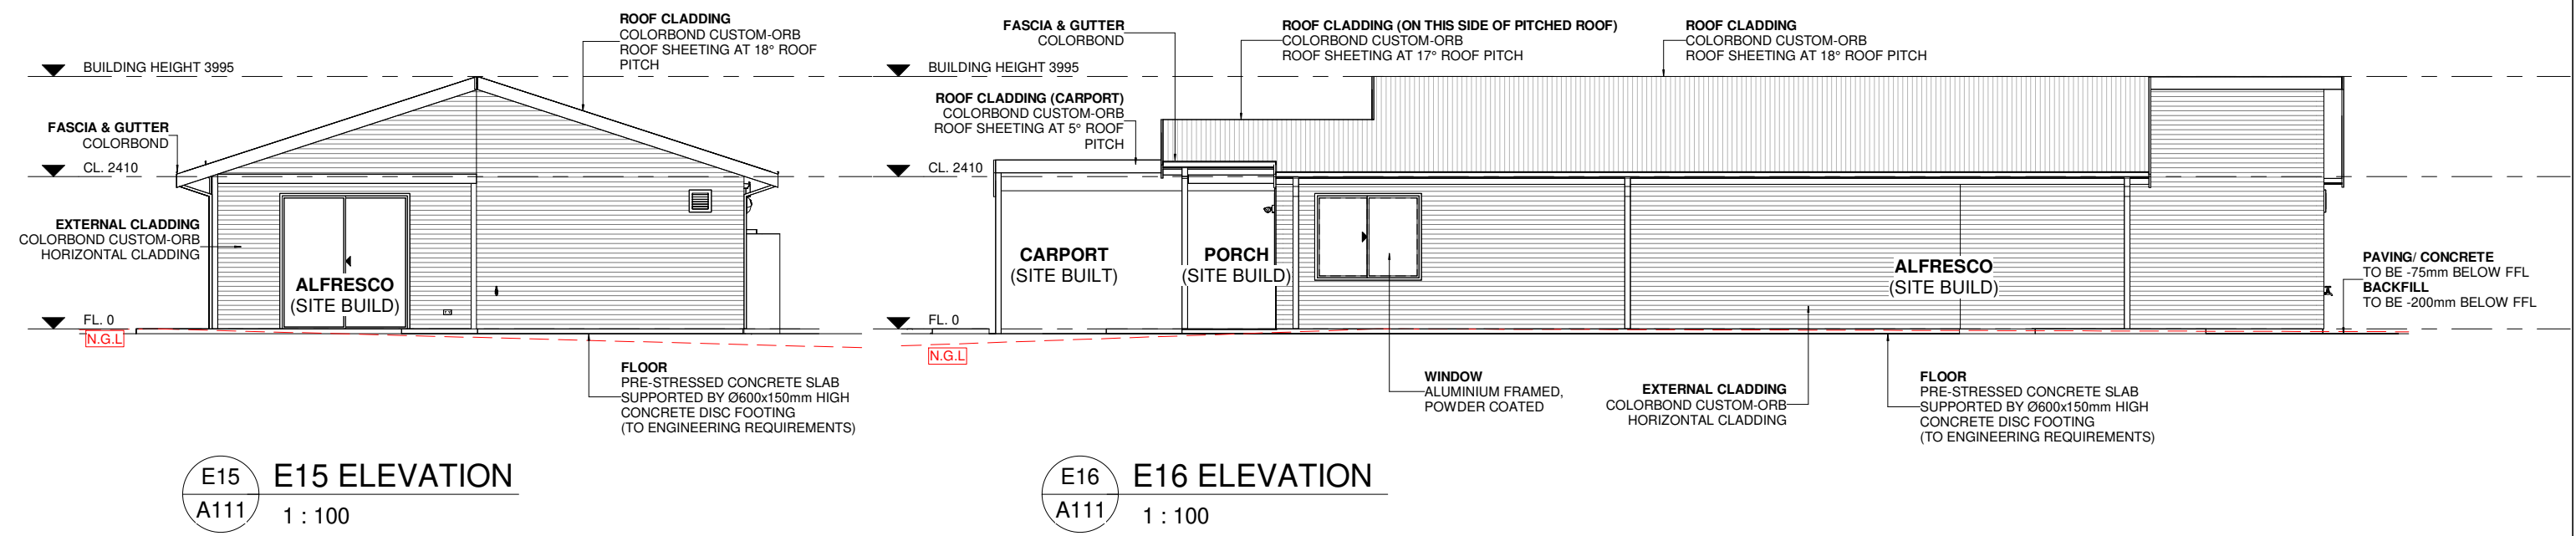 ROOF CLADDING
COLORBOND CUSTOM-ORB
ROOF SHEETING AT 18° ROOF
PITCH
BUILDING HEIGHT 3995
FASCIA & GUTTER
COLORBOND
CL. 2410
EXTERNAL CLADDING
COLORBOND CUSTOM-ORB
HORIZONTAL CLADDING
ALFRESCO
(SITE BUILD)
FL. 0
N.G.L
FLOOR
PRE-STRESSED CONCRETE SLAB
SUPPORTED BY Ø600x150mm HIGH
CONCRETE DISC FOOTING
(TO ENGINEERING REQUIREMENTS)
E15
A111
E15 ELEVATION
1 : 100
FASCIA & GUTTER
COLORBOND
ROOF CLADDING (ON THIS SIDE OF PITCHED ROOF)
COLORBOND CUSTOM-ORB
ROOF SHEETING AT 17° ROOF PITCH
ROOF CLADDING
COLORBOND CUSTOM-ORB
ROOF SHEETING AT 18° ROOF PITCH
BUILDING HEIGHT 3995
ROOF CLADDING (CARPORT)
COLORBOND CUSTOM-ORB
ROOF SHEETING AT 5° ROOF
PITCH
CL. 2410
CARPORT
(SITE BUILT)
PORCH
(SITE BUILD)
ALFRESCO
(SITE BUILD)
PAVING/ CONCRETE
TO BE -75mm BELOW FFL
BACKFILL
TO BE -200mm BELOW FFL
FL. 0
N.G.L
WINDOW
ALUMINIUM FRAMED,
POWDER COATED
EXTERNAL CLADDING
COLORBOND CUSTOM-ORB
HORIZONTAL CLADDING
FLOOR
PRE-STRESSED CONCRETE SLAB
SUPPORTED BY Ø600x150mm HIGH
CONCRETE DISC FOOTING
(TO ENGINEERING REQUIREMENTS)
E16
A111
E16 ELEVATION
1 : 100